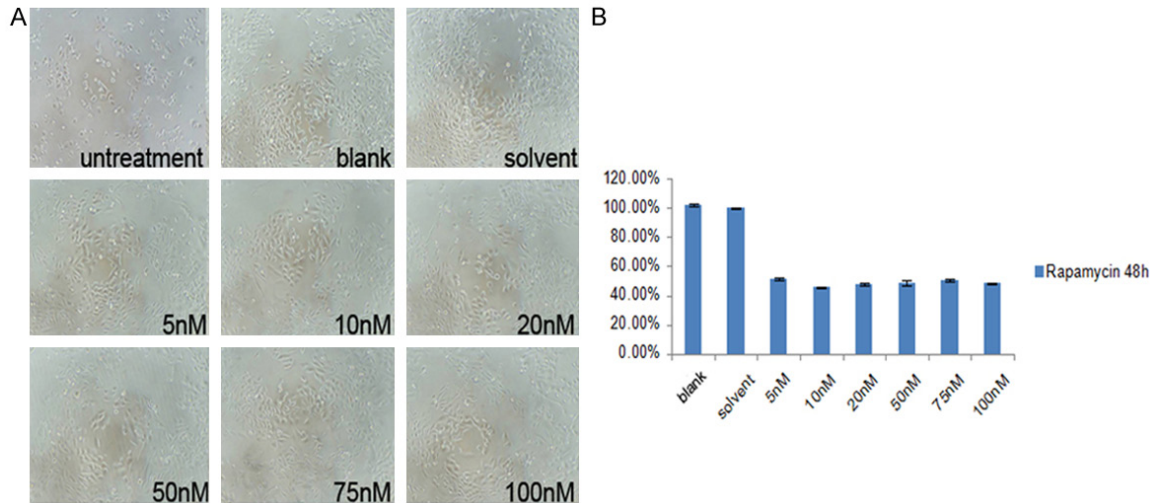 A
untreatment
blank
solvent
5nM
10nM
20nM
50nM
75nM
100nM
B
120.00%
100.00%
80.00%
60.00%
40.00%
20.00%
0.00%
blank
solvent
5nM
10nM
20nM
50nM
75nM
100nM
Rapamycin 48h